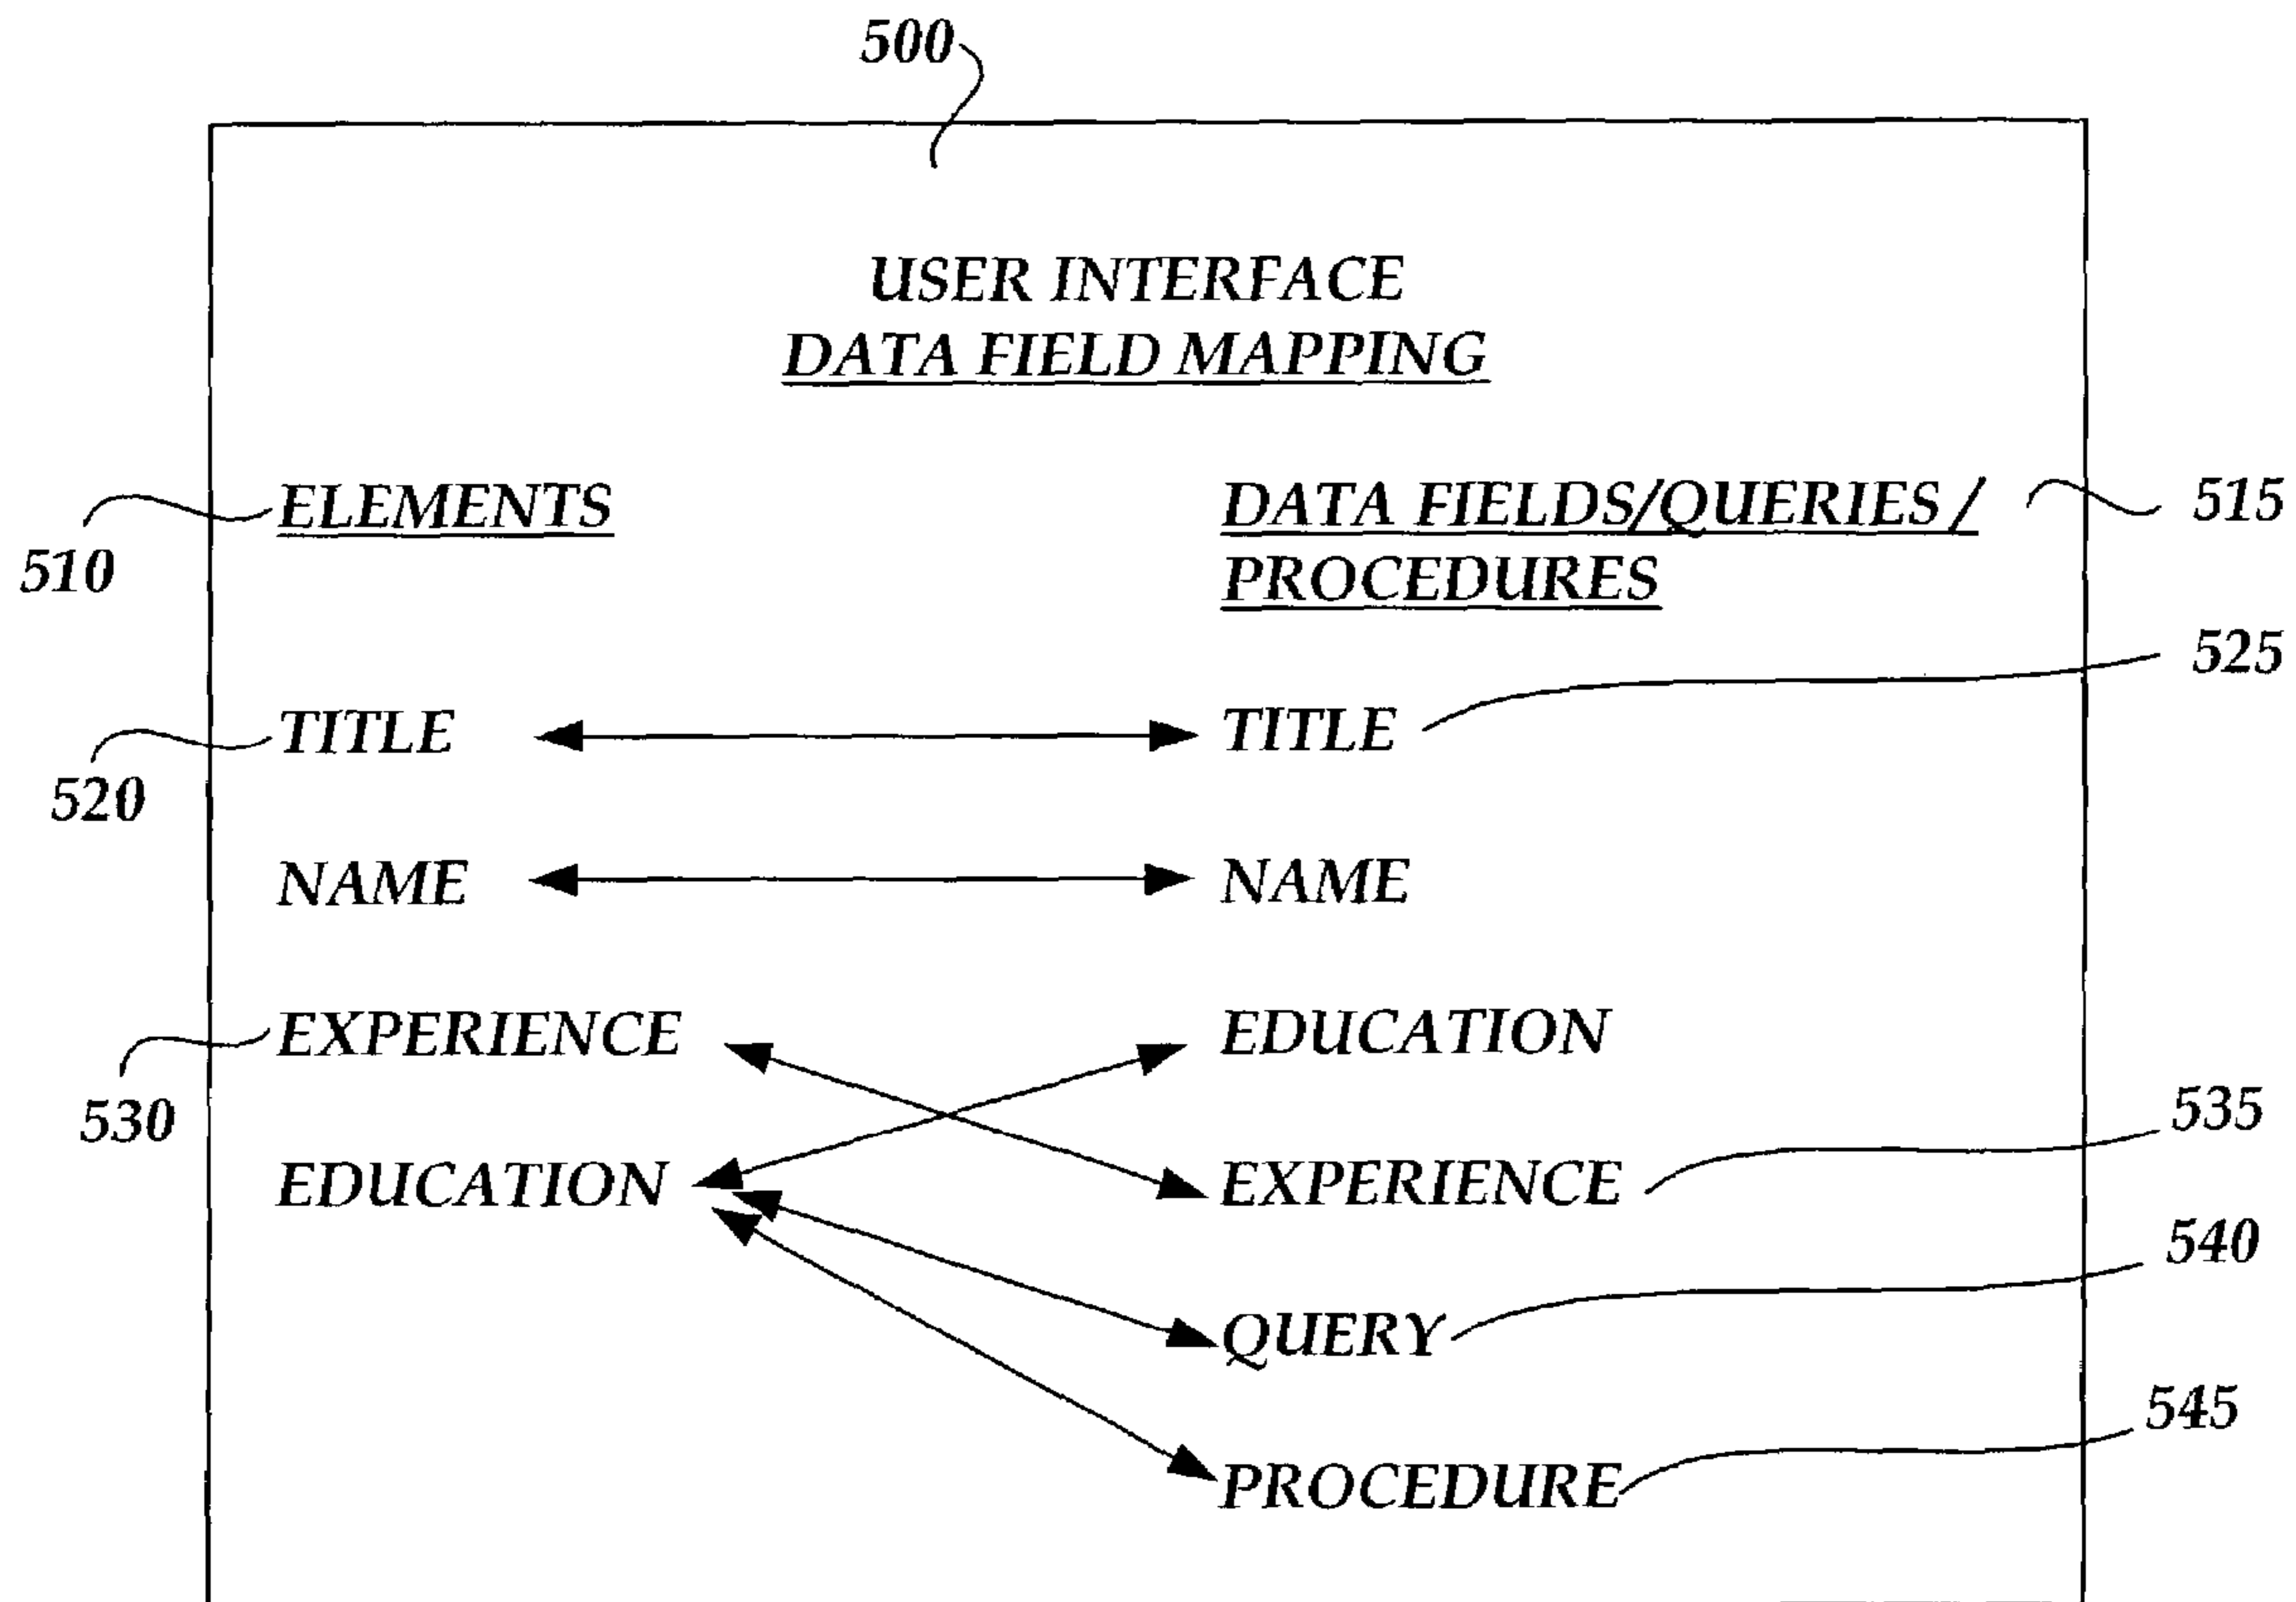 500
USER INTERFACE
DATA FIELD MAPPING
ELEMENTS
DATA FIELDS/QUERIES /
PROCEDURES
510
515
525
TITLE
TITLE
520
NAME
NAME
EXPERIENCE
EDUCATION
530
535
EDUCATION
EXPERIENCE
540
QUERY
545
PROCEDURE